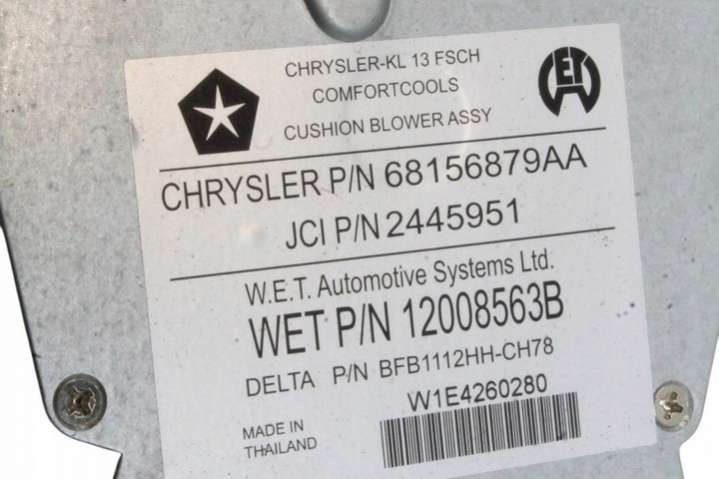 CHRYSLER-KL 13 FSCH
COMFORTCOOLS
CUSHION BLOWER ASSY
WET
CHRYSLER P/N 68156879AA
JCI P/N 2445951
W.E.T. Automotive Systems Ltd.
WET P/N 12008563B
DELTA P/N BFB1112HH-CH78
W1E4260280
MADE IN
THAILAND